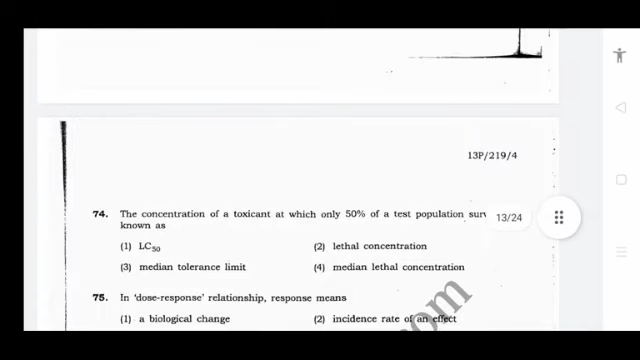 13P/219/4
74. The concentration of a toxicant at which only 50% of a test population
known as
(1) LC50 (2) lethal concentration
(3) median tolerance limit (4) median lethal concentration
75. In 'dose-response' relationship, response means
(1) a biological change (2) incidence rate of an effect
13/24